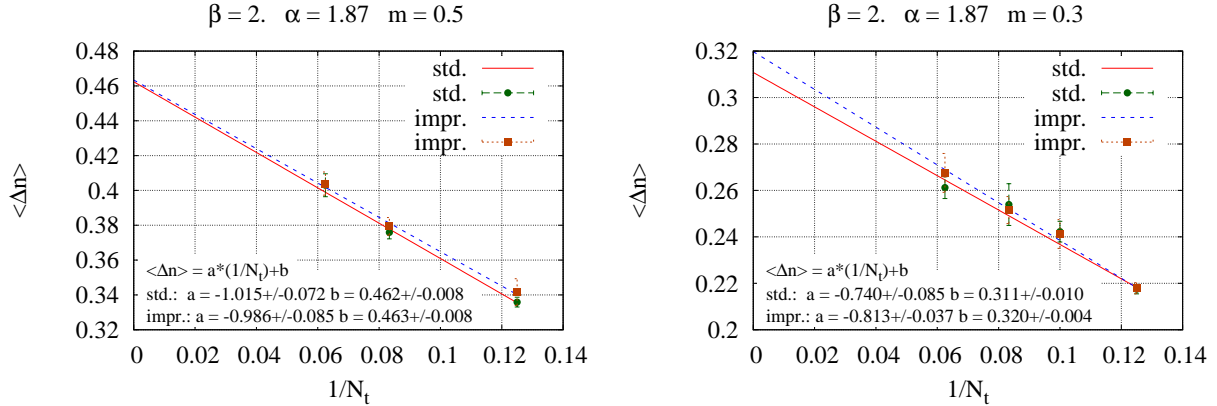 β = 2.  α = 1.87  m = 0.5
<Δn>
0.48
0.46
0.44
0.42
0.4
0.38
0.36
0.34
0.32
std.
std.
impr.
impr.
<Δn> = a*(1/N_t)+b
std.:  a = -1.015+/-0.072 b = 0.462+/-0.008
impr.: a = -0.986+/-0.085 b = 0.463+/-0.008
0 0.02 0.04 0.06 0.08 0.1 0.12 0.14
1/N_t
β = 2.  α = 1.87  m = 0.3
<Δn>
0.32
0.3
0.28
0.26
0.24
0.22
0.2
std.
std.
impr.
impr.
<Δn> = a*(1/N_t)+b
std.:  a = -0.740+/-0.085 b = 0.311+/-0.010
impr.: a = -0.813+/-0.037 b = 0.320+/-0.004
0 0.02 0.04 0.06 0.08 0.1 0.12 0.14
1/N_t